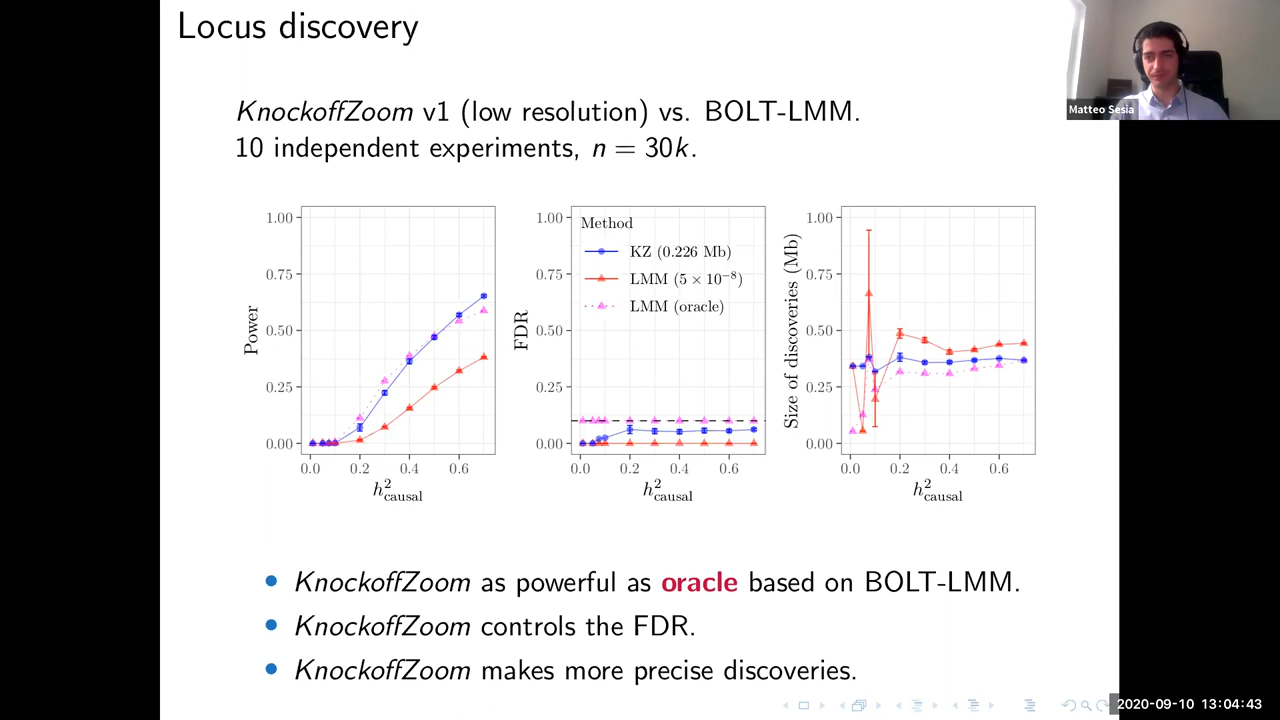 Locus discovery
Matteo Sesia
KnockoffZoom v1 (low resolution) vs. BOLT-LMM.
10 independent experiments, n = 30k.
1.00
0.75
0.50
0.25
0.00
Power
0.0 0.2 0.4 0.6
h²causal
1.00
0.75
0.50
0.25
0.00
FDR
Method
KZ (0.226 Mb)
LMM (5 × 10⁻⁸)
LMM (oracle)
0.0 0.2 0.4 0.6
h²causal
1.00
0.75
0.50
0.25
0.00
Size of discoveries (Mb)
0.0 0.2 0.4 0.6
h²causal
KnockoffZoom as powerful as oracle based on BOLT-LMM.
KnockoffZoom controls the FDR.
KnockoffZoom makes more precise discoveries.
2020-09-10 13:04:43